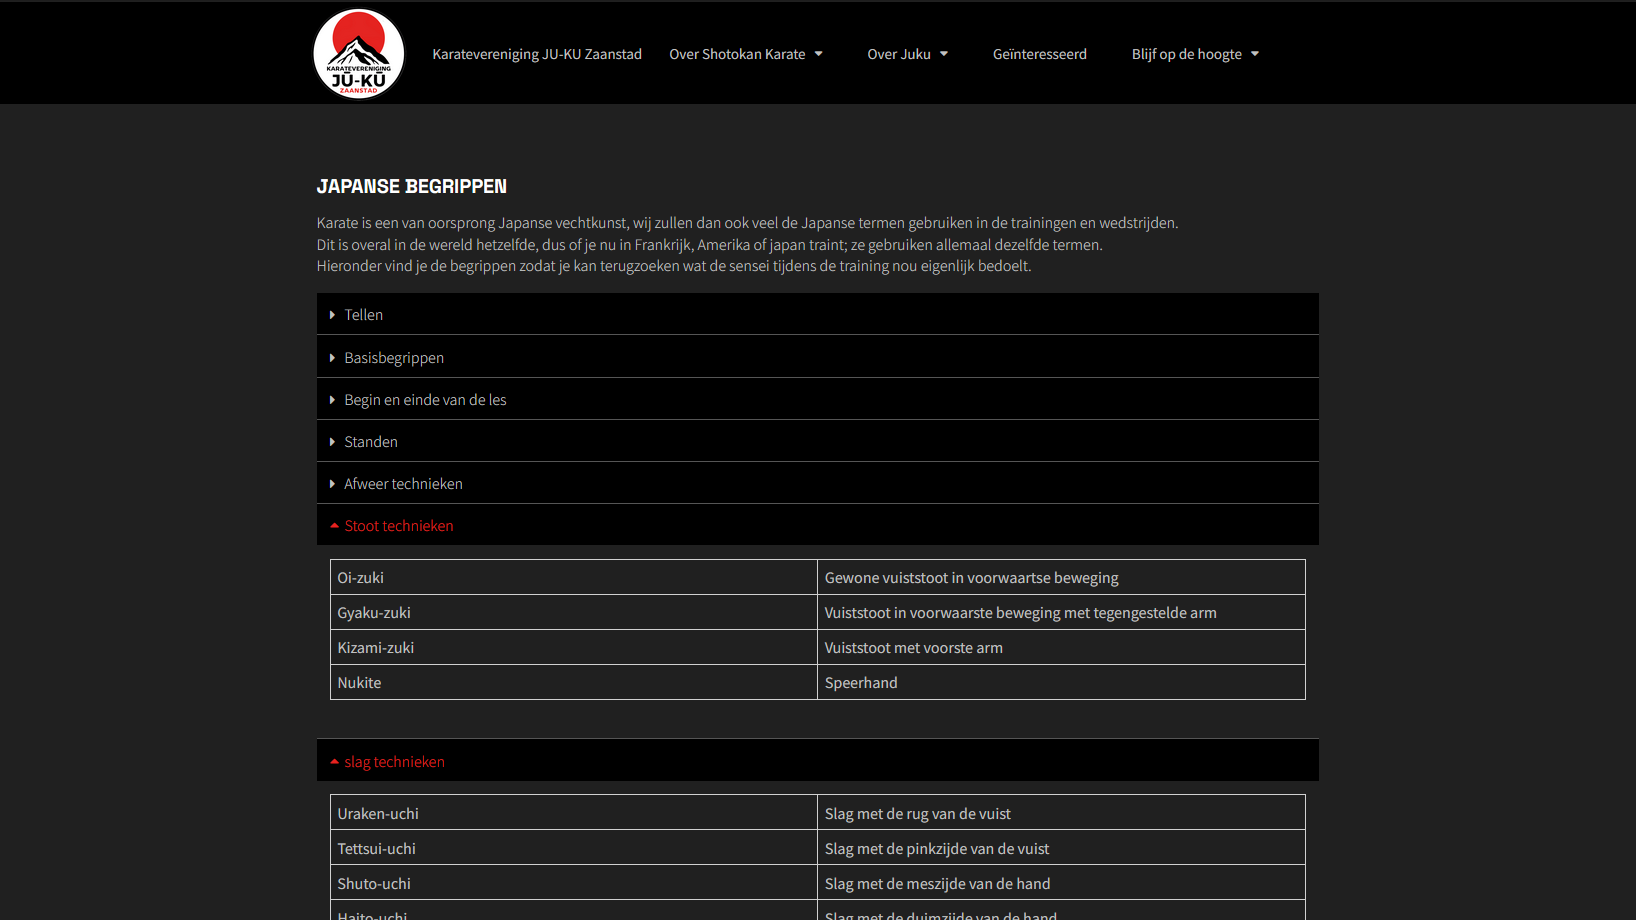 KARATEVERENIGING
JŪ-KŪ
ZAANSTAD
Karatevereniging JU-KU Zaanstad
Over Shotokan Karate
Over Juku
Geïnteresseerd
Blijf op de hoogte
JAPANSE BEGRIPPEN
Karate is een van oorsprong Japanse vechtkunst, wij zullen dan ook veel de Japanse termen gebruiken in de trainingen en wedstrijden.
Dit is overal in de wereld hetzelfde, dus of je nu in Frankrijk, Amerika of japan traint; ze gebruiken allemaal dezelfde termen.
Hieronder vind je de begrippen zodat je kan terugzoeken wat de sensei tijdens de training nou eigenlijk bedoelt.
Tellen
Basisbegrippen
Begin en einde van de les
Standen
Afweer technieken
Stoot technieken
Oi-zuki Gewone vuiststoot in voorwaartse beweging
Gyaku-zuki Vuiststoot in voorwaarste beweging met tegengestelde arm
Kizami-zuki Vuiststoot met voorste arm
Nukite Speerhand
slag technieken
Uraken-uchi Slag met de rug van de vuist
Tettsui-uchi Slag met de pinkzijde van de vuist
Shuto-uchi Slag met de meszijde van de hand
Haito-uchi Slag met de duimzijde van de hand